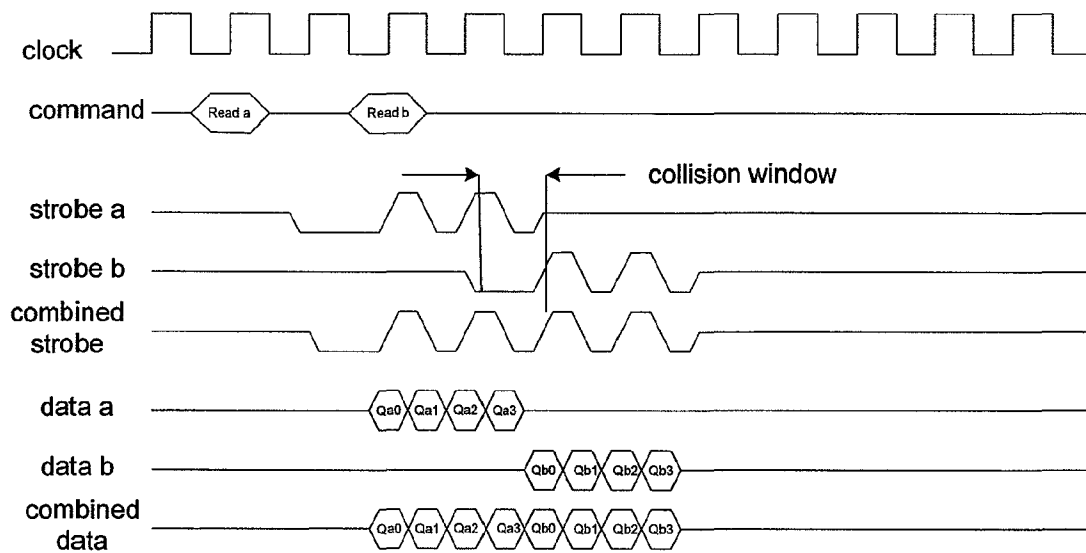 clock
command Read a Read b
collision window
strobe a
strobe b
combined
strobe
data a Qa0 Qa1 Qa2 Qa3
data b Qb0 Qb1 Qb2 Qb3
combined
data Qa0 Qa1 Qa2 Qa3 Qb0 Qb1 Qb2 Qb3